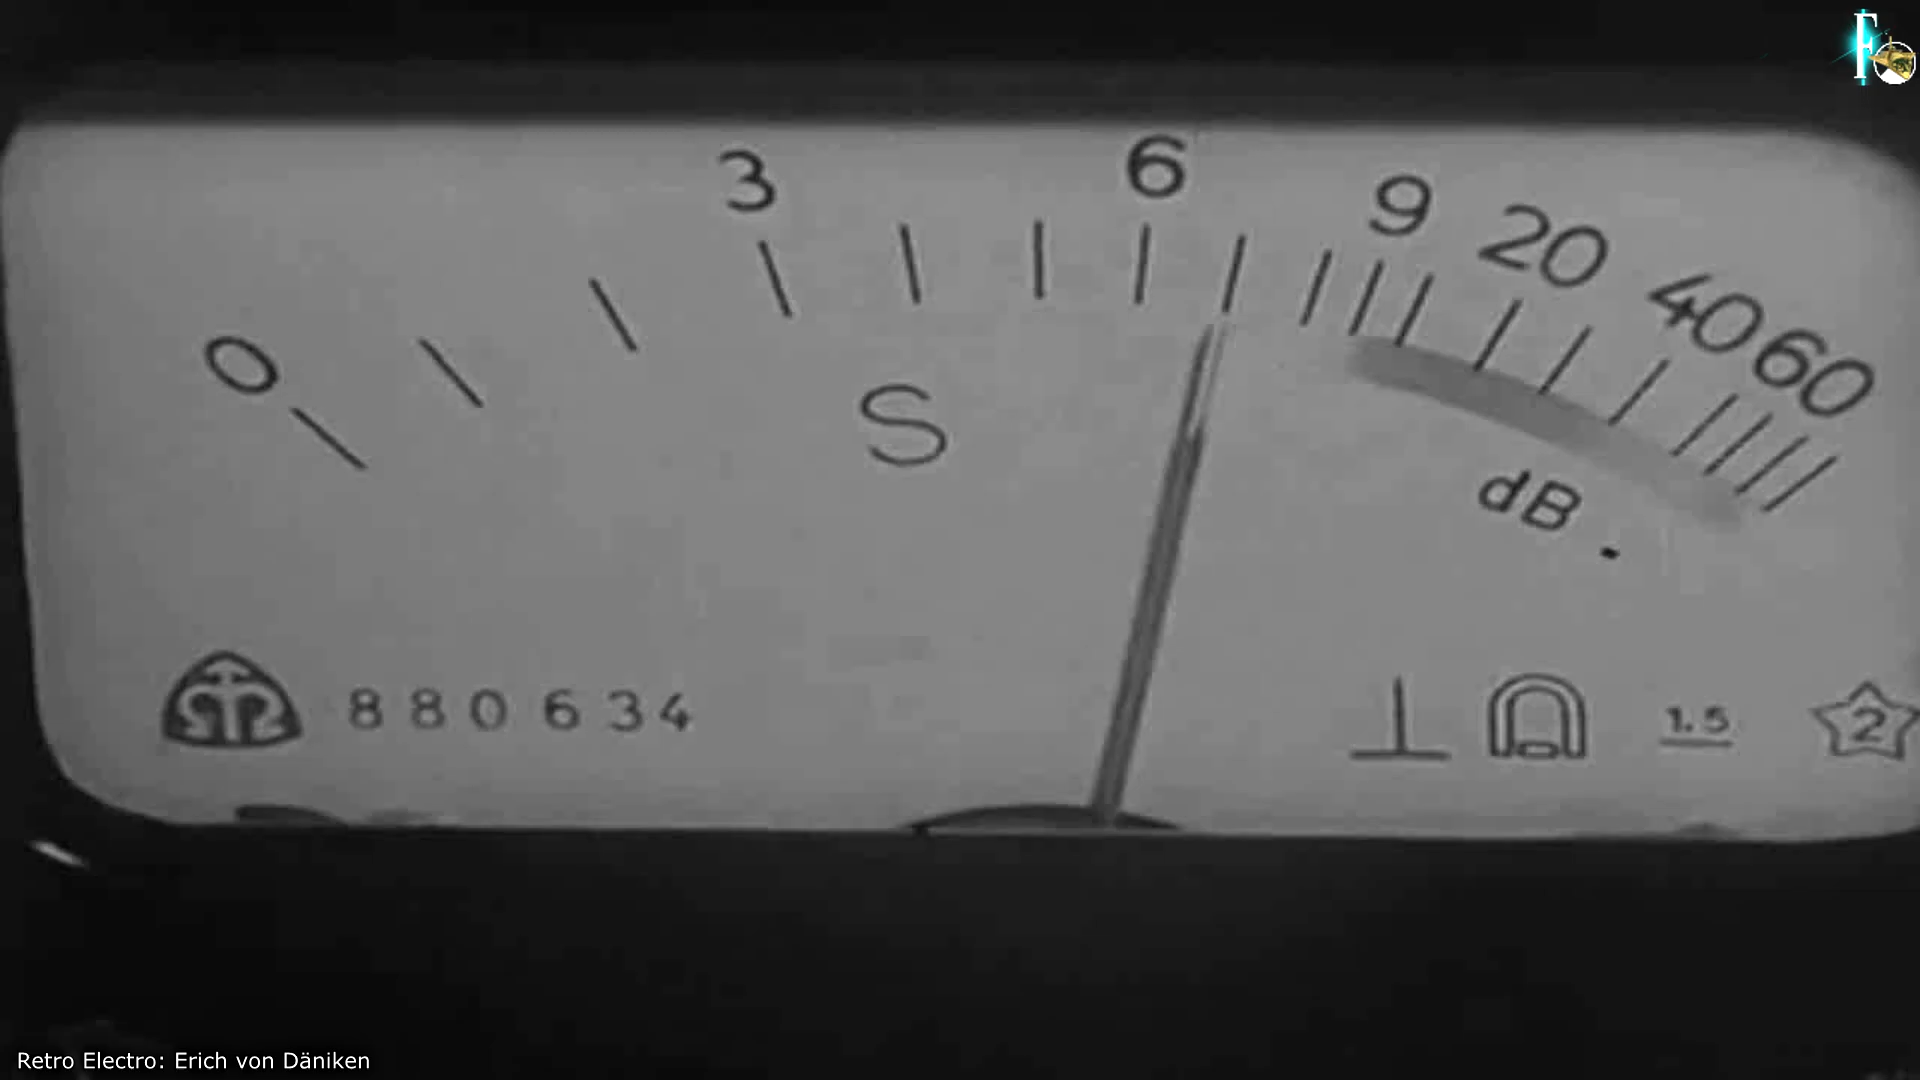 0 3 6 9 20 40 60
S
dB.
880634 1.5 2
F
Retro Electro: Erich von Däniken